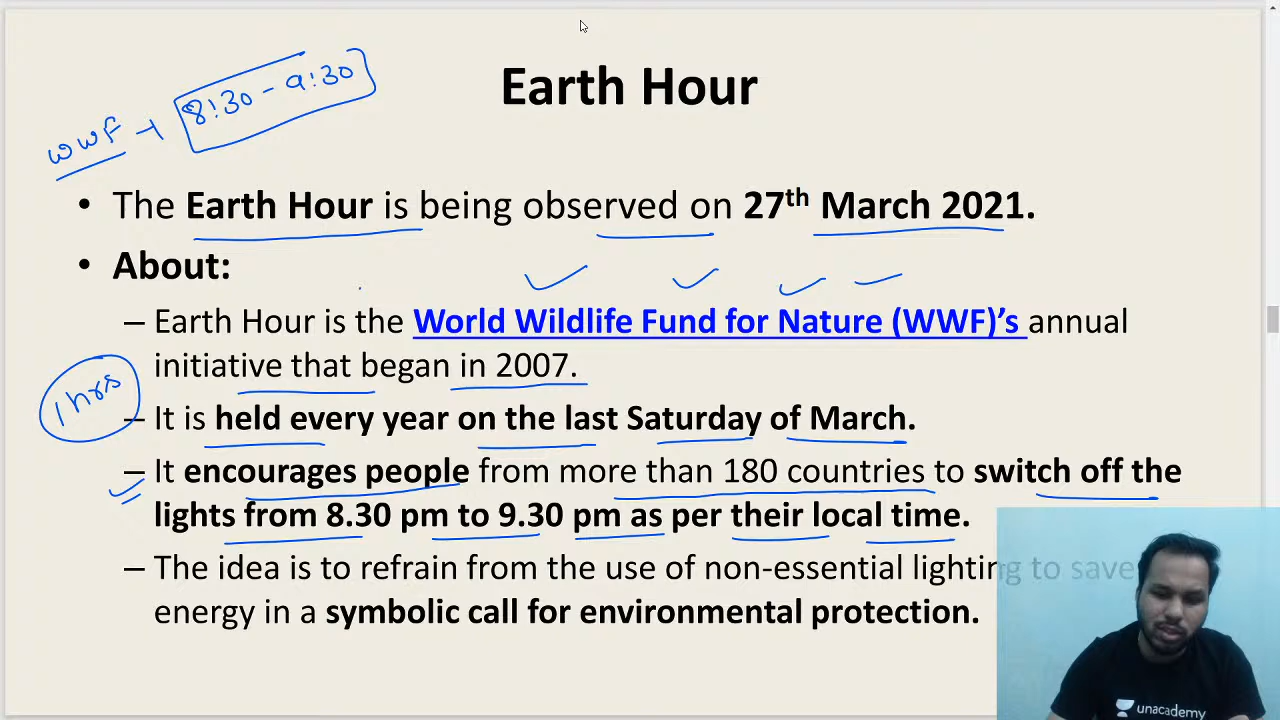 Earth Hour
WWF → 8:30 - 9:30
• The Earth Hour is being observed on 27th March 2021.
• About:
– Earth Hour is the World Wildlife Fund for Nature (WWF)’s annual
initiative that began in 2007.
1 hrs
– It is held every year on the last Saturday of March.
– It encourages people from more than 180 countries to switch off the
lights from 8.30 pm to 9.30 pm as per their local time.
– The idea is to refrain from the use of non-essential lighting to save
energy in a symbolic call for environmental protection.
unacademy